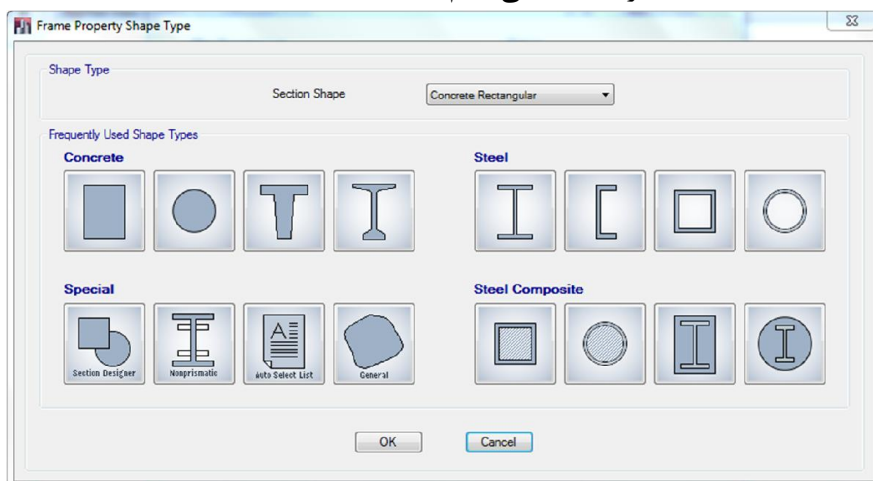 Frame Property Shape Type
Shape Type
Section Shape
Concrete Rectangular
Frequently Used Shape Types
Concrete
Steel
Special
Steel Composite
Section Designer
Nonprismatic
Auto Select List
General
OK
Cancel